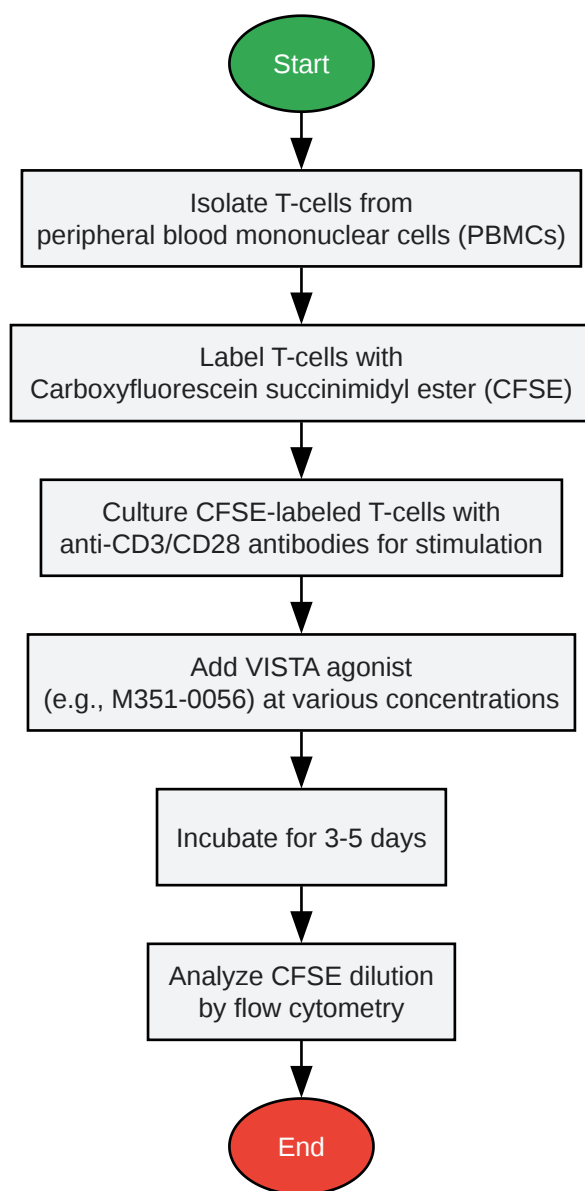 Start
Isolate T-cells from
peripheral blood mononuclear cells (PBMCs)
Label T-cells with
Carboxyfluorescein succinimidyl ester (CFSE)
Culture CFSE-labeled T-cells with
anti-CD3/CD28 antibodies for stimulation
Add VISTA agonist
(e.g., M351-0056) at various concentrations
Incubate for 3-5 days
Analyze CFSE dilution
by flow cytometry
End